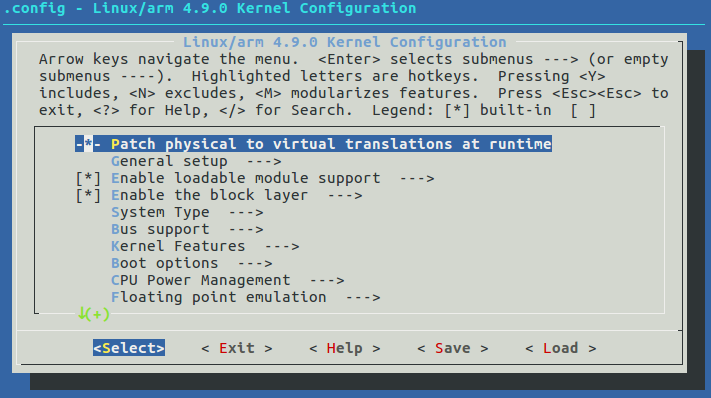 .config - Linux/arm 4.9.0 Kernel Configuration
Linux/arm 4.9.0 Kernel Configuration
Arrow keys navigate the menu.  <Enter> selects submenus ---> (or empty
submenus ----).  Highlighted letters are hotkeys.  Pressing <Y>
includes, <N> excludes, <M> modularizes features.  Press <Esc><Esc> to
exit, <?> for Help, </> for Search.  Legend: [*] built-in  [ ]
-*- Patch physical to virtual translations at runtime
General setup  --->
[*] Enable loadable module support  --->
[*] Enable the block layer  --->
System Type  --->
Bus support  --->
Kernel Features  --->
Boot options  --->
CPU Power Management  --->
Floating point emulation  --->
↓(+)
<Select>    < Exit >    < Help >    < Save >    < Load >